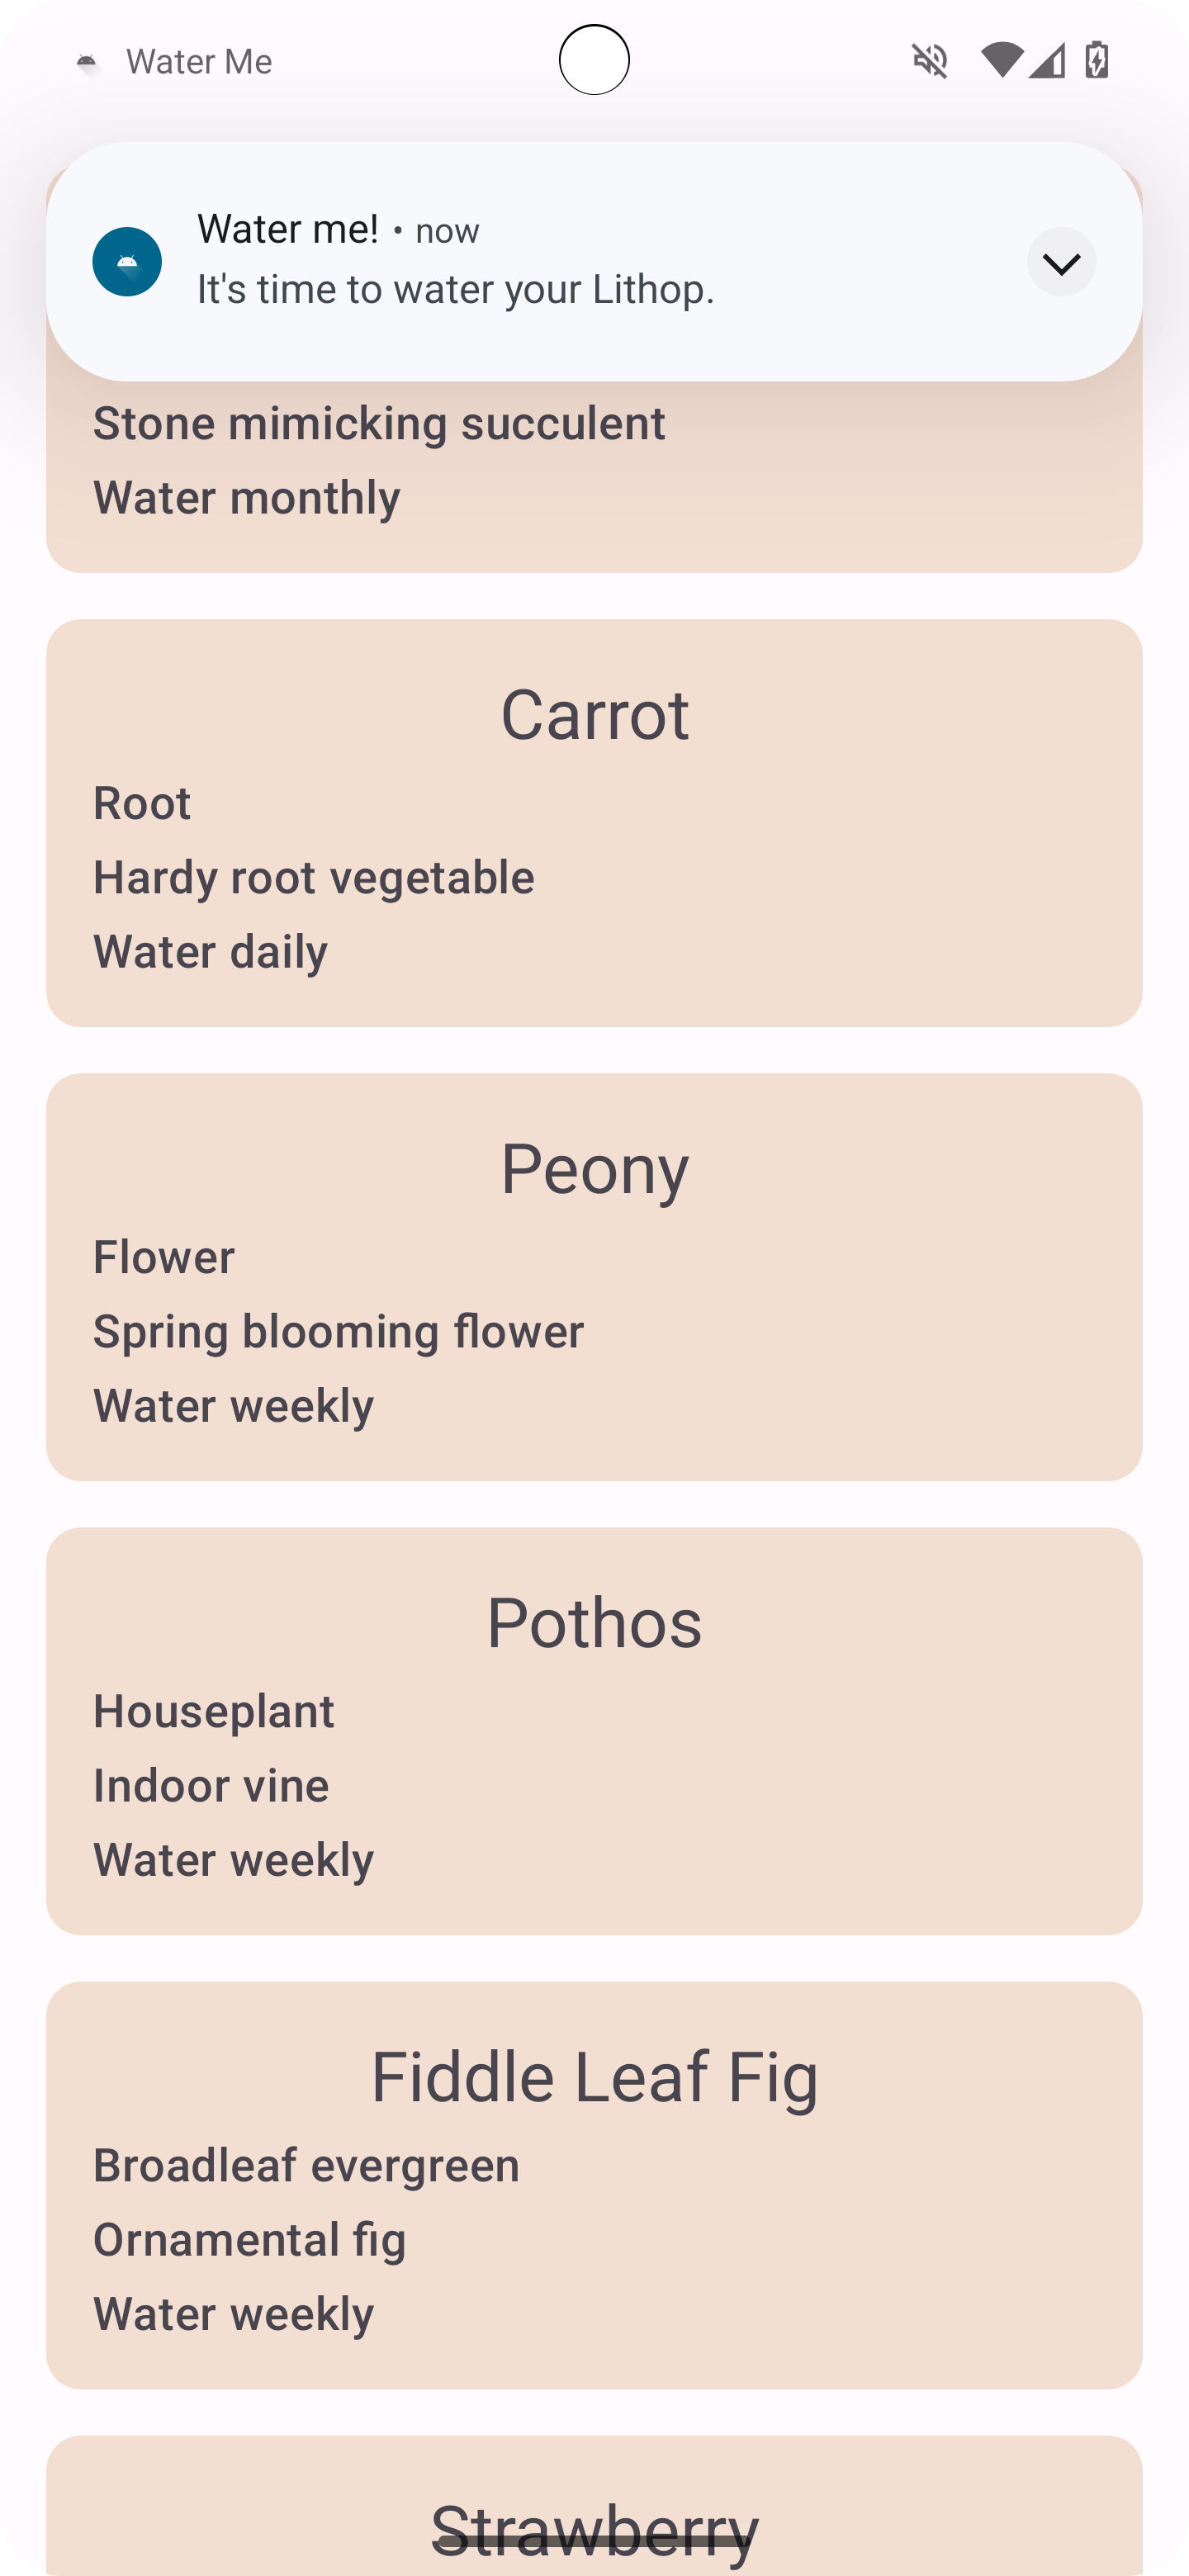 Water Me
Water me! • now
It's time to water your Lithop.
Stone mimicking succulent
Water monthly
Carrot
Root
Hardy root vegetable
Water daily
Peony
Flower
Spring blooming flower
Water weekly
Pothos
Houseplant
Indoor vine
Water weekly
Fiddle Leaf Fig
Broadleaf evergreen
Ornamental fig
Water weekly
Strawberry